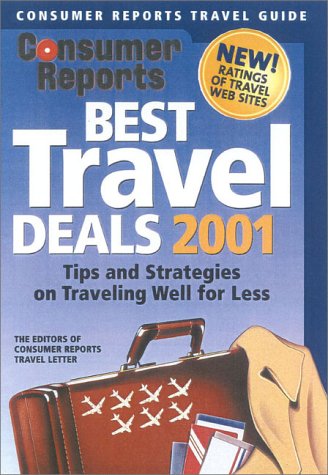 CONSUMER REPORTS TRAVEL GUIDE
Consumer
Reports
NEW!
RATINGS
OF TRAVEL
WEB SITES
BEST
Travel
DEALS 2001
Tips and Strategies
on Traveling Well for Less
THE EDITORS OF
CONSUMER REPORTS
TRAVEL LETTER